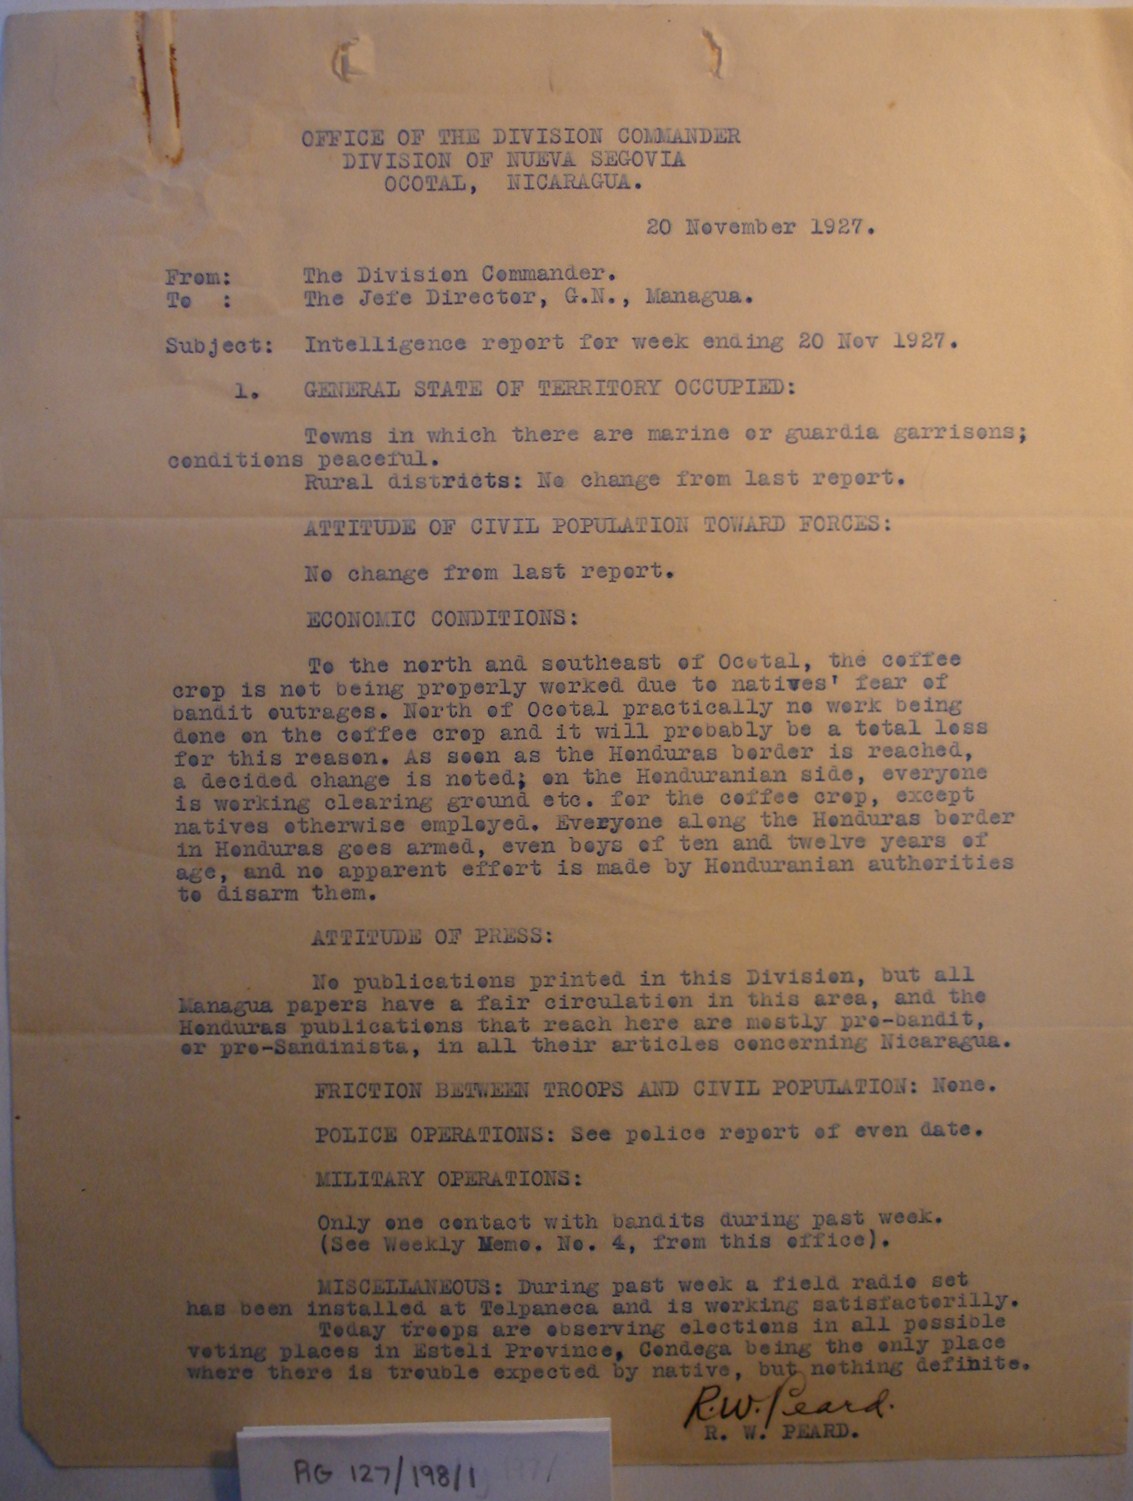 OFFICE OF THE DIVISION COMMANDER
DIVISION OF NUEVA SEGOVIA
OCOTAL, NICARAGUA.
20 November 1927.
From: The Division Commander.
To : The Jefe Director, G.N., Managua.
Subject: Intelligence report for week ending 20 Nov 1927.
1. GENERAL STATE OF TERRITORY OCCUPIED:
Towns in which there are marine or guardia garrisons;
conditions peaceful.
Rural districts: No change from last report.
ATTITUDE OF CIVIL POPULATION TOWARD FORCES:
No change from last report.
ECONOMIC CONDITIONS:
To the north and southeast of Ocotal, the coffee
crop is not being properly worked due to natives' fear of
bandit outrages. North of Ocotal practically no work being
done on the coffee crop and it will probably be a total loss
for this reason. As soon as the Honduras border is reached,
a decided change is noted; on the Honduranian side, everyone
is working clearing ground etc. for the coffee crop, except
natives otherwise employed. Everyone along the Honduras border
in Honduras goes armed, even boys of ten and twelve years of
age, and no apparent effort is made by Honduranian authorities
to disarm them.
ATTITUDE OF PRESS:
No publications printed in this Division, but all
Managua papers have a fair circulation in this area, and the
Honduras publications that reach here are mostly pro-bandit,
or pro-Sandinista, in all their articles concerning Nicaragua.
FRICTION BETWEEN TROOPS AND CIVIL POPULATION: None.
POLICE OPERATIONS: See police report of even date.
MILITARY OPERATIONS:
Only one contact with bandits during past week.
(See Weekly Memo. No. 4, from this office).
MISCELLANEOUS: During past week a field radio set
has been installed at Telpaneca and is working satisfactorilly.
Today troops are observing elections in all possible
voting places in Esteli Province, Condega being the only place
where there is trouble expected by native, but nothing definite.
R.W. Peard.
R. W. PEARD.
RG 127/198/1